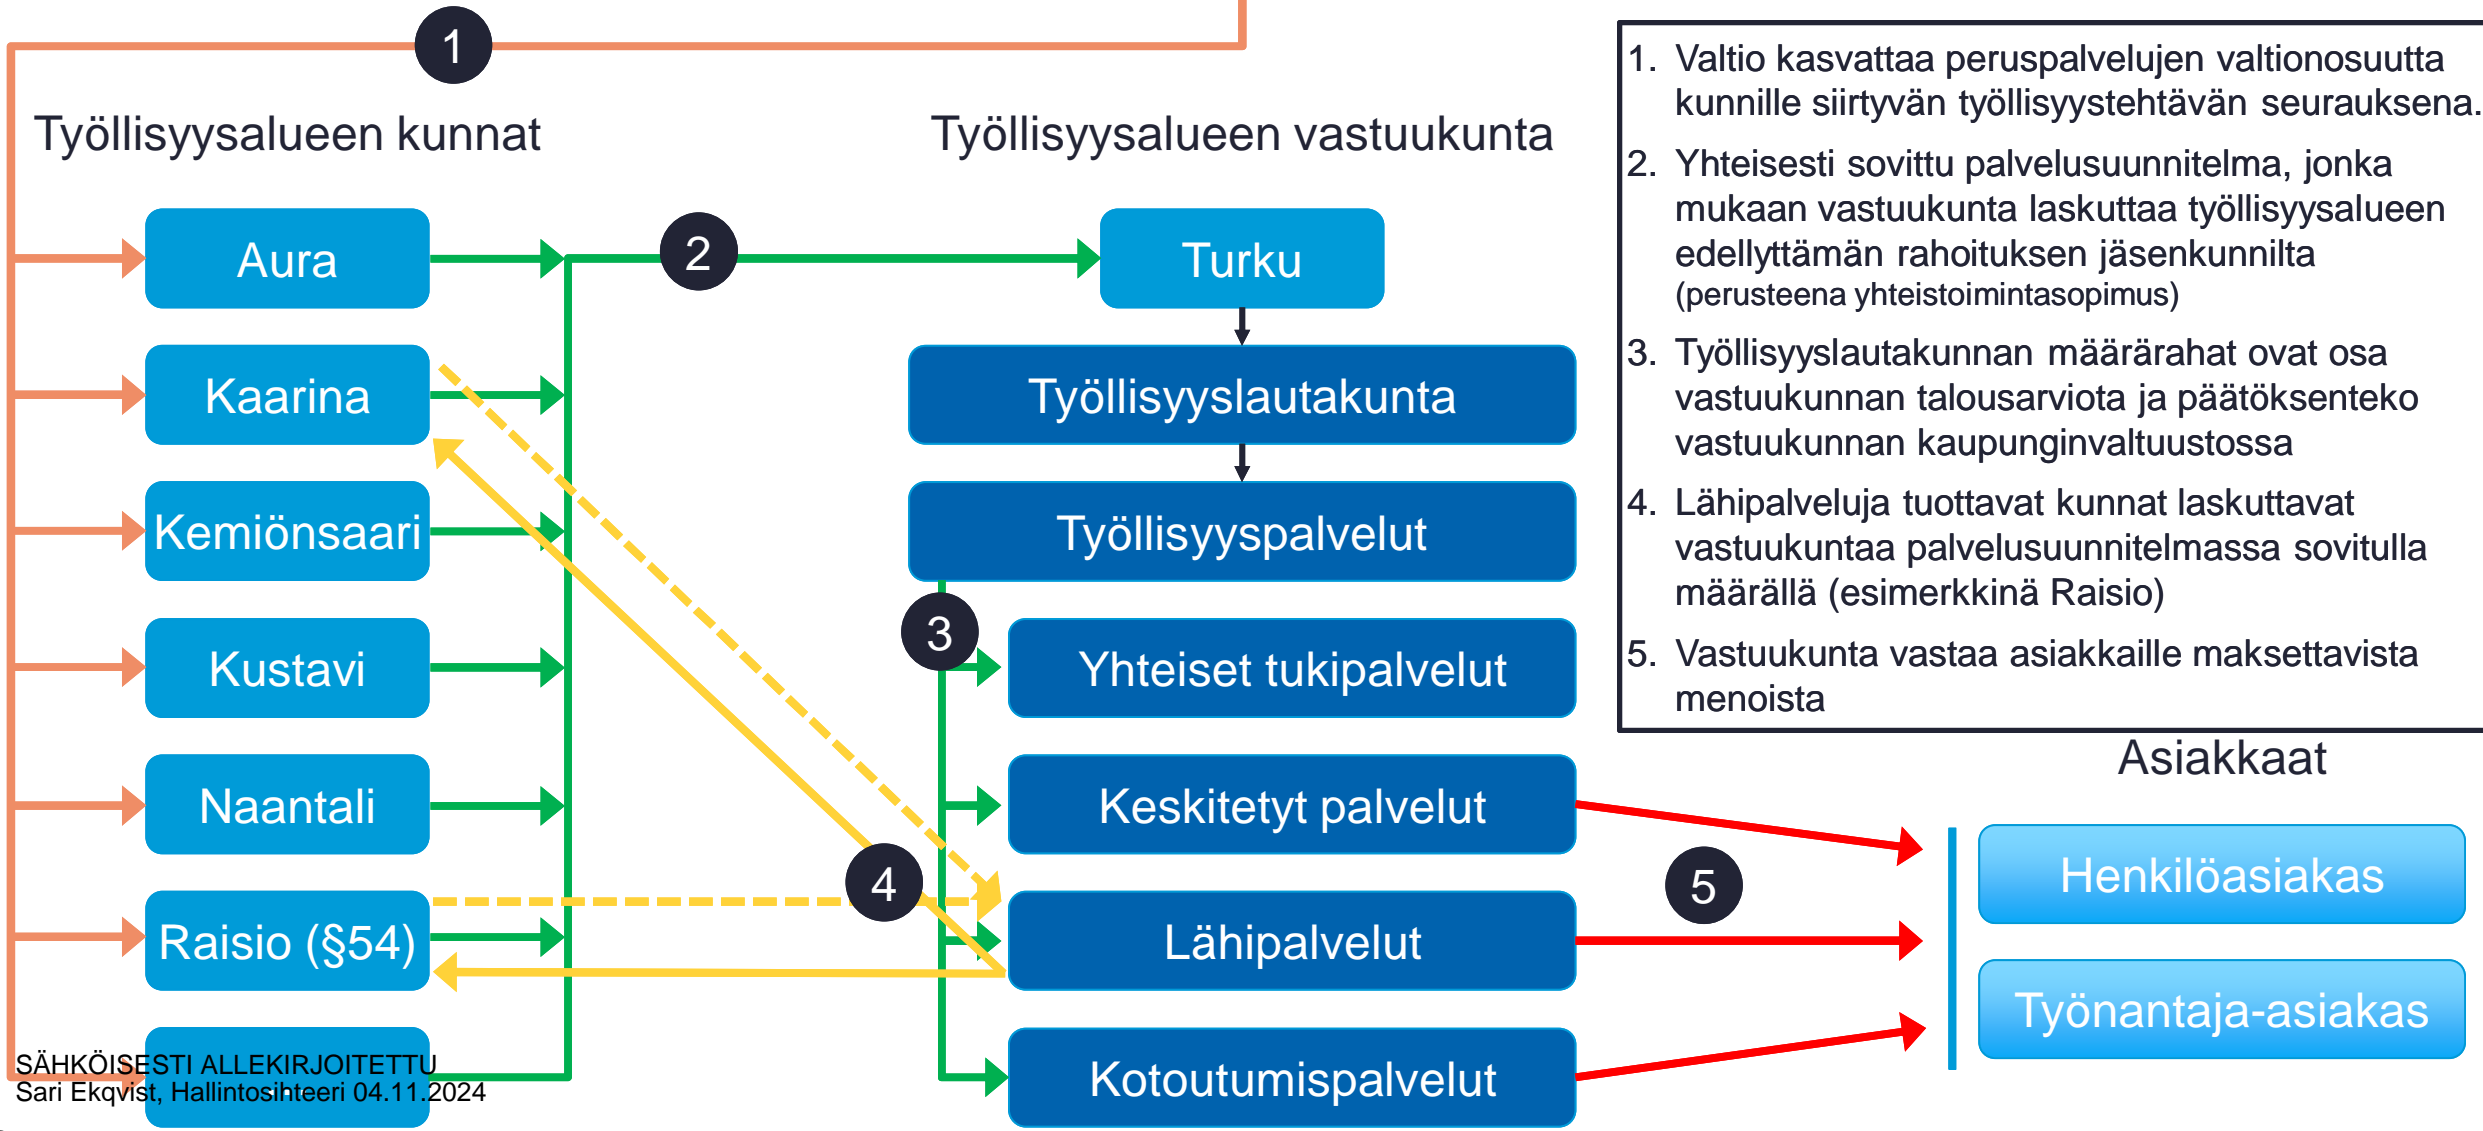 1
Työllisyysalueen kunnat
Työllisyysalueen vastuukunta
1. Valtio kasvattaa peruspalvelujen valtionosuutta
kunnille siirtyvän työllisyystehtävän seurauksena.
2. Yhteisesti sovittu palvelusuunnitelma, jonka
mukaan vastuukunta laskuttaa työllisyysalueen
edellyttämän rahoituksen jäsenkunnilta
(perusteena yhteistoimintasopimus)
3. Työllisyyslautakunnan määrärahat ovat osa
vastuukunnan talousarviota ja päätöksenteko
vastuukunnan kaupunginvaltuustossa
4. Lähipalveluja tuottavat kunnat laskuttavat
vastuukuntaa palvelusuunnitelmassa sovitulla
määrällä (esimerkkinä Raisio)
5. Vastuukunta vastaa asiakkaille maksettavista
menoista
Aura
2
Turku
Kaarina
Työllisyyslautakunta
Kemiönsaari
Työllisyyspalvelut
3
Kustavi
Yhteiset tukipalvelut
Asiakkaat
Naantali
Keskitetyt palvelut
4
5
Henkilöasiakas
Raisio (§54)
Lähipalvelut
Työnantaja-asiakas
...
Kotoutumispalvelut
SÄHKÖISESTI ALLEKIRJOITETTU
Sari Ekqvist, Hallintosihteeri 04.11.2024